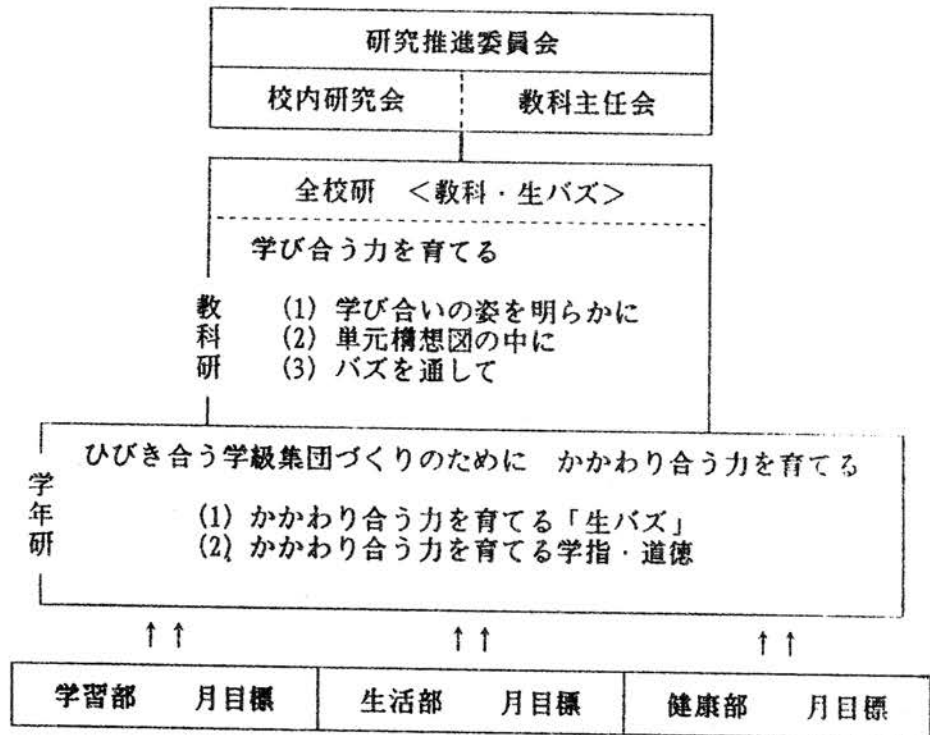 研究推進委員会
校内研究会 教科主任会
全校研 <教科・生バズ>
学び合う力を育てる
教科研
(1) 学び合いの姿を明らかに
(2) 単元構想図の中に
(3) バズを通して
学年研
ひびき合う学級集団づくりのために かかわり合う力を育てる
(1) かかわり合う力を育てる「生バズ」
(2) かかわり合う力を育てる学指・道徳
↑↑ ↑↑ ↑↑
学習部 月目標 生活部 月目標 健康部 月目標